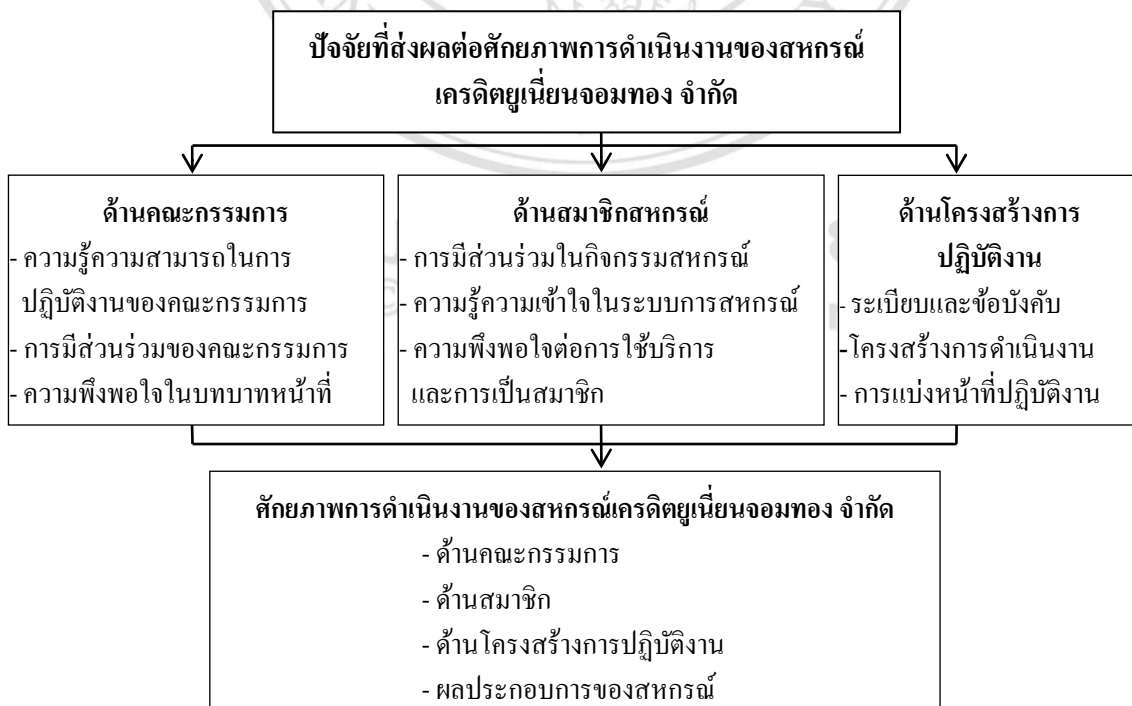 ปัจจัยที่ส่งผลต่อศักยภาพการดำเนินงานของสหกรณ์
เครดิตยูเนี่ยนจอมทอง จำกัด
ด้านคณะกรรมการ
- ความรู้ความสามารถในการ
ปฏิบัติงานของคณะกรรมการ
- การมีส่วนร่วมของคณะกรรมการ
- ความพึงพอใจในบทบาทหน้าที่
ด้านสมาชิกสหกรณ์
- การมีส่วนร่วมในกิจกรรมสหกรณ์
- ความรู้ความเข้าใจในระบบการสหกรณ์
- ความพึงพอใจต่อการใช้บริการ
และการเป็นสมาชิก
ด้านโครงสร้างการ
ปฏิบัติงาน
- ระเบียบและข้อบังคับ
-โครงสร้างการดำเนินงาน
- การแบ่งหน้าที่ปฏิบัติงาน
ศักยภาพการดำเนินงานของสหกรณ์เครดิตยูเนี่ยนจอมทอง จำกัด
- ด้านคณะกรรมการ
- ด้านสมาชิก
- ด้านโครงสร้างการปฏิบัติงาน
- ผลประกอบการของสหกรณ์